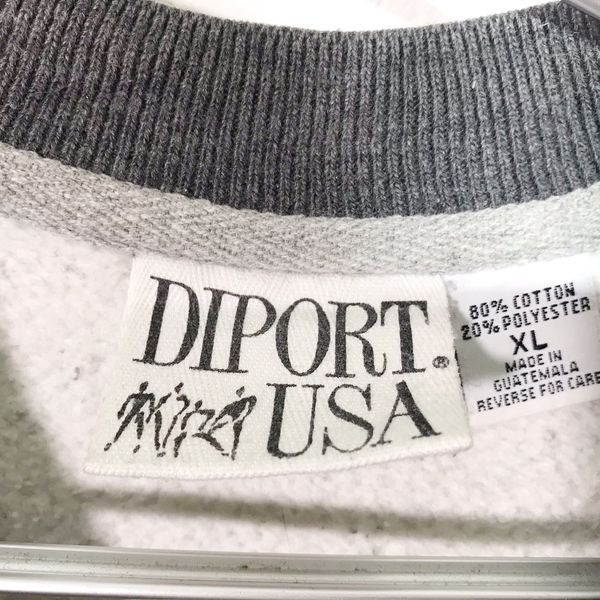 DIPORT®
USA
80% COTTON
20% POLYESTER
XL
MADE IN
GUATEMALA
REVERSE FOR CARE